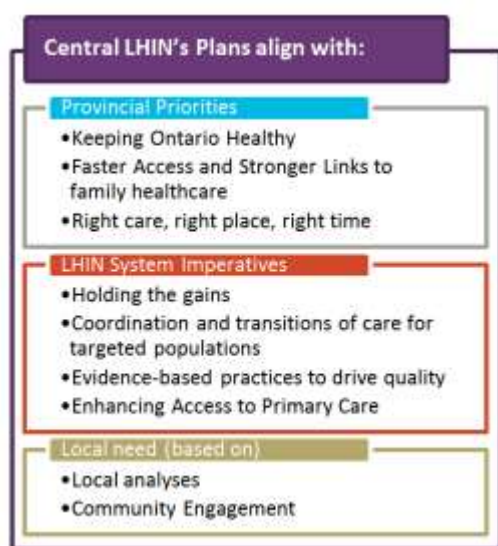 Central LHIN's Plans align with:
Provincial Priorities
•Keeping Ontario Healthy
•Faster Access and Stronger Links to
family healthcare
•Right care, right place, right time
LHIN System Imperatives
•Holding the gains
•Coordination and transitions of care for
targeted populations
•Evidence-based practices to drive quality
•Enhancing Access to Primary Care
Local need (based on)
•Local analyses
•Community Engagement